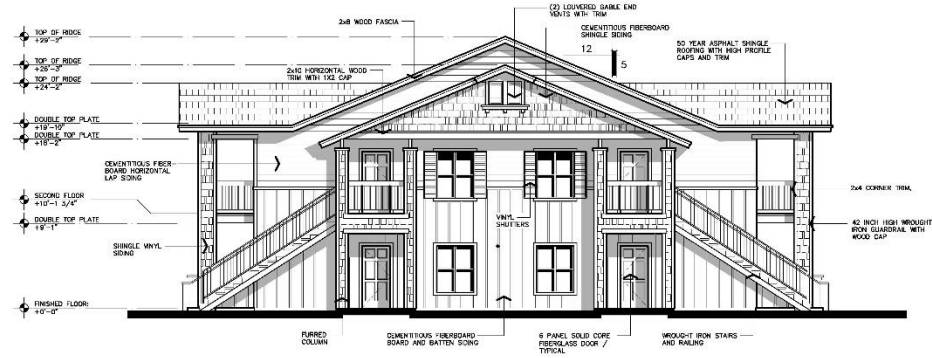 (2) LOUVERED GABLE END
VENTS WITH TRIM
2x8 WOOD FASCIA
CEMENTITIOUS FIBERBOARD
SHINGLE SIDING
TOP OF RIDGE
+29'-2"
12
5
50 YEAR ASPHALT SHINGLE
ROOFING WITH HIGH PROFILE
CAPS AND TRIM
TOP OF RIDGE
+26'-3"
2x10 HORIZONTAL WOOD
TRIM WITH 1X2 CAP
TOP OF RIDGE
+24'-2"
DOUBLE TOP PLATE
+19'-10"
DOUBLE TOP PLATE
+18'-2"
CEMENTITIOUS FIBER
BOARD HORIZONTAL
LAP SIDING
SECOND FLOOR
+10'-1 3/4"
2x4 CORNER TRIM,
DOUBLE TOP PLATE
+9'-1"
VINYL
SHUTTERS
42 INCH HIGH WROUGHT
IRON GUARDRAIL WITH
WOOD CAP
SHINGLE VINYL
SIDING
FINISHED FLOOR:
+0'-0"
FURRED
COLUMN
CEMENTITIOUS FIBERBOARD
BOARD AND BATTEN SIDING
6 PANEL SOLID CORE
FIBERGLASS DOOR /
TYPICAL
WROUGHT IRON STAIRS
AND RAILING